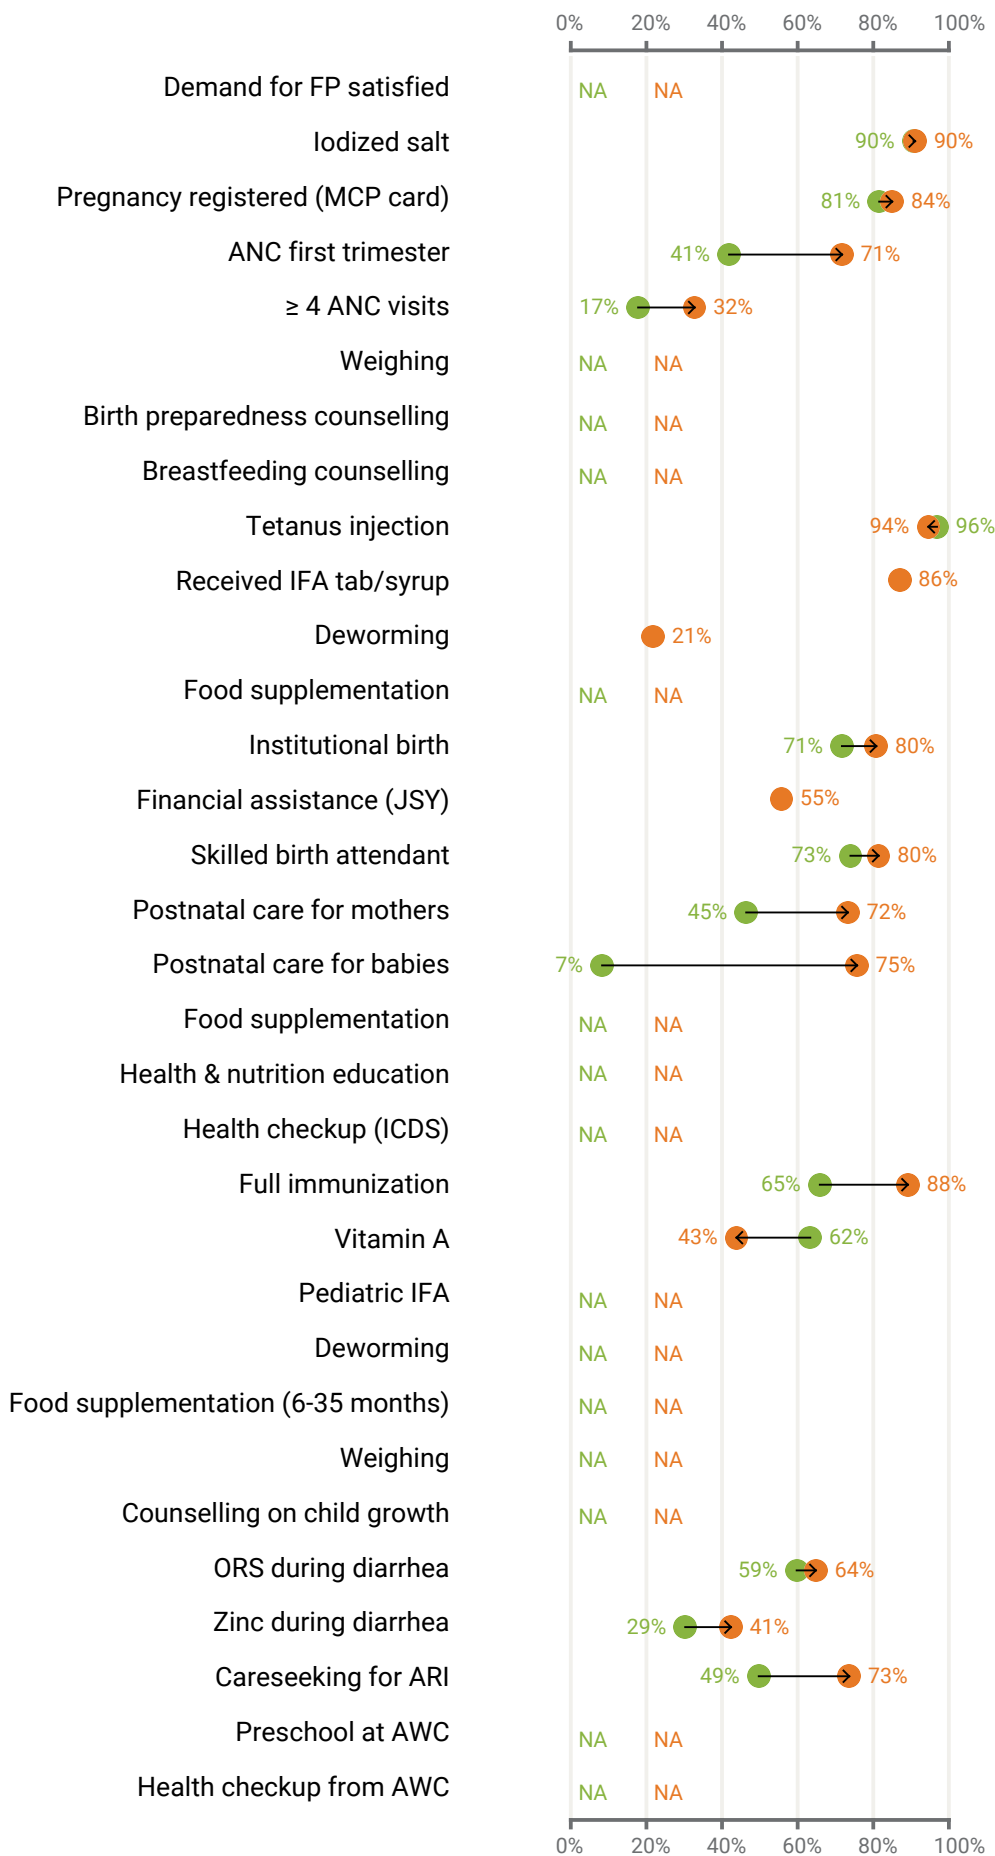 0% 20% 40% 60% 80% 100%
Demand for FP satisfied NA NA
Iodized salt 90% 90%
Pregnancy registered (MCP card) 81% 84%
ANC first trimester 41% 71%
≥ 4 ANC visits 17% 32%
Weighing NA NA
Birth preparedness counselling NA NA
Breastfeeding counselling NA NA
Tetanus injection 94% 96%
Received IFA tab/syrup 86%
Deworming 21%
Food supplementation NA NA
Institutional birth 71% 80%
Financial assistance (JSY) 55%
Skilled birth attendant 73% 80%
Postnatal care for mothers 45% 72%
Postnatal care for babies 7% 75%
Food supplementation NA NA
Health & nutrition education NA NA
Health checkup (ICDS) NA NA
Full immunization 65% 88%
Vitamin A 43% 62%
Pediatric IFA NA NA
Deworming NA NA
Food supplementation (6-35 months) NA NA
Weighing NA NA
Counselling on child growth NA NA
ORS during diarrhea 59% 64%
Zinc during diarrhea 29% 41%
Careseeking for ARI 49% 73%
Preschool at AWC NA NA
Health checkup from AWC NA NA
0% 20% 40% 60% 80% 100%